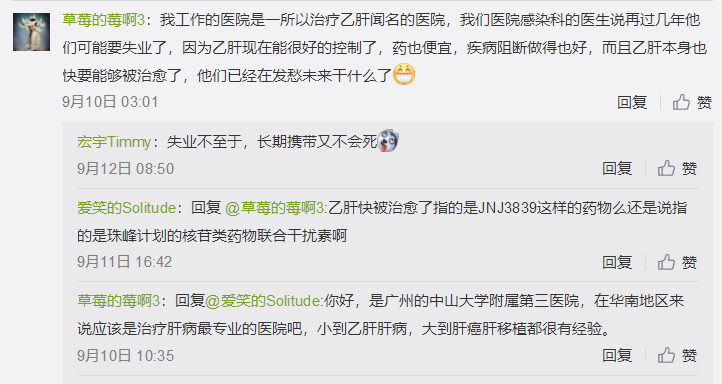 草莓的莓啊3：我工作的医院是一所以治疗乙肝闻名的医院，我们医院感染科的医生说再过几年他
们可能要失业了，因为乙肝现在能很好的控制了，药也便宜，疾病阻断做得也好，而且乙肝本身也
快要能够被治愈了，他们已经在发愁未来干什么了
9月10日 03:01 回复 赞
宏宇Timmy：失业不至于，长期携带又不会死
9月12日 08:50 回复 赞
爱笑的Solitude：回复 @草莓的莓啊3:乙肝快被治愈了指的是JNJ3839这样的药物么还是说指
的是珠峰计划的核苷类药物联合干扰素啊
9月11日 16:42 回复 赞
草莓的莓啊3：回复@爱笑的Solitude:你好，是广州的中山大学附属第三医院，在华南地区来
说应该是治疗肝病最专业的医院吧，小到乙肝肝病，大到肝癌肝移植都很有经验。
9月10日 10:35 回复 赞